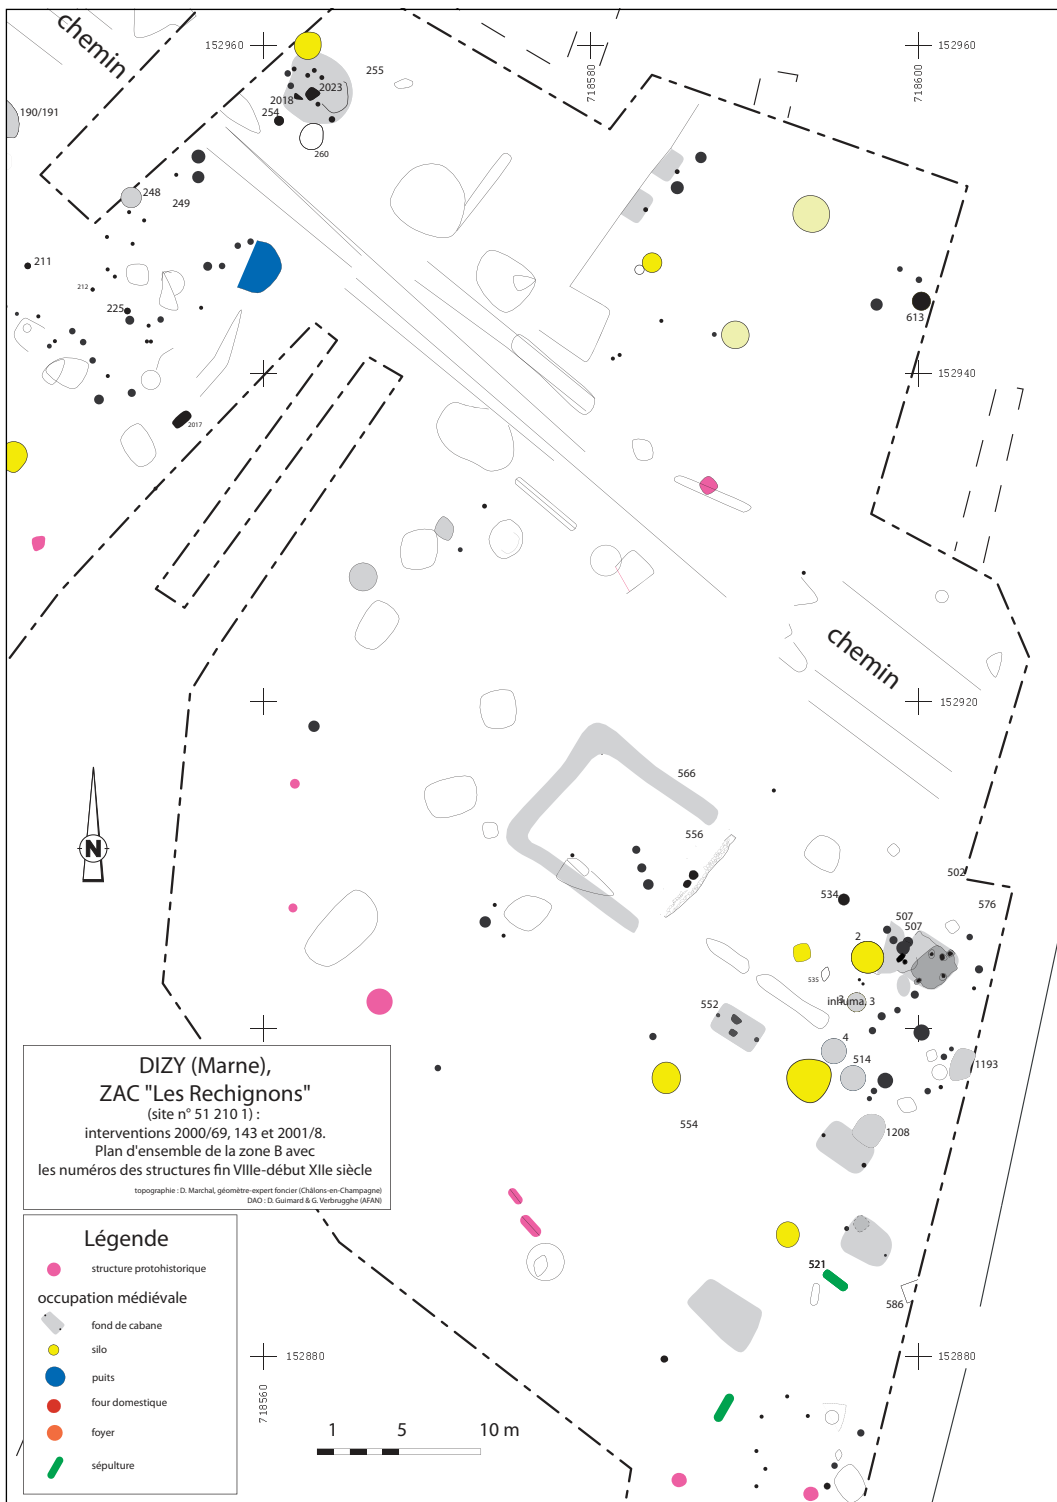 chemin
152960
152960
718580
718600
255
190/191
2018
2023
254
260
248
249
211
212
225
613
152940
2017
chemin
152920
566
556
534
502
576
507
507
2
535
inhuma. 3
3
552
4
514
1193
554
1208
521
586
N
DIZY (Marne),
ZAC "Les Rechignons"
(site n° 51 210 1) :
interventions 2000/69, 143 et 2001/8.
Plan d'ensemble de la zone B avec
les numéros des structures fin VIIIe-début XIIe siècle
topographie : D. Marchal, géomètre-expert foncier (Châlons-en-Champagne)
DAO : D. Guimard & G. Verbrugghe (AFAN)
Légende
structure protohistorique
occupation médiévale
fond de cabane
silo
puits
four domestique
foyer
sépulture
152880
152880
718560
1 5 10 m